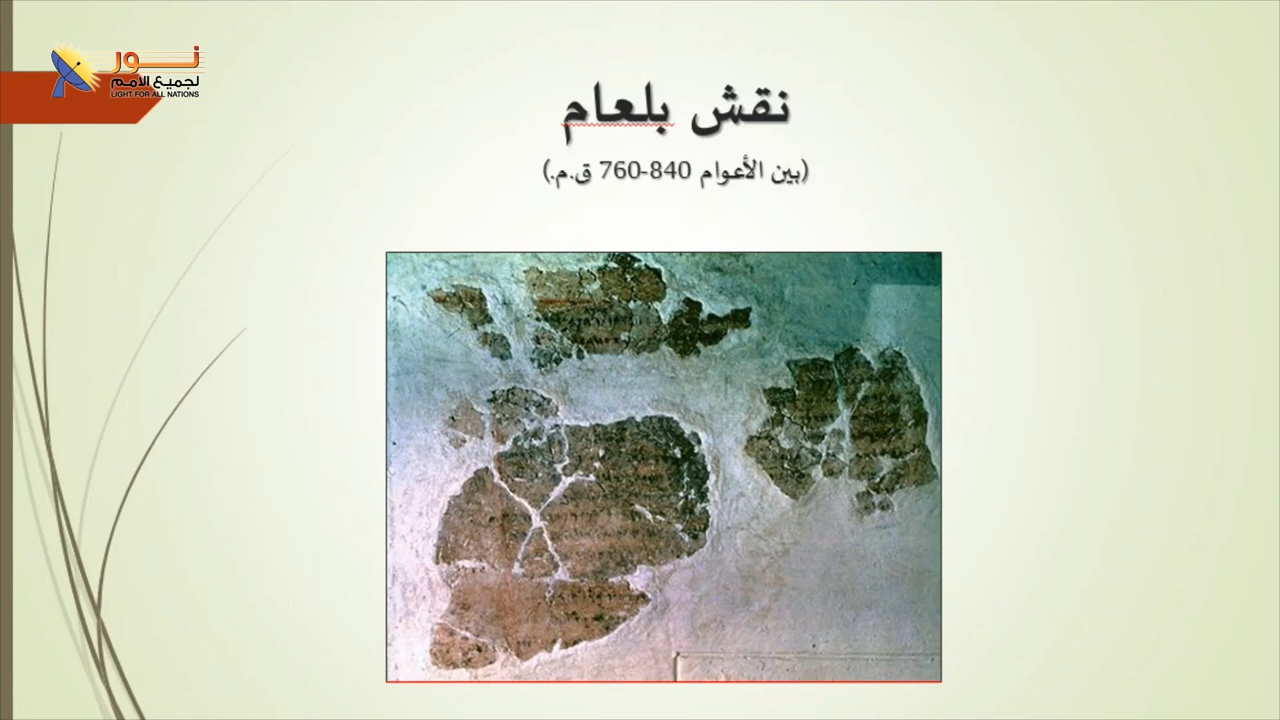 نور
لجميع الأمم
LIGHT FOR ALL NATIONS
نقش بلعام
(بين الأعوام 840-760 ق.م.)